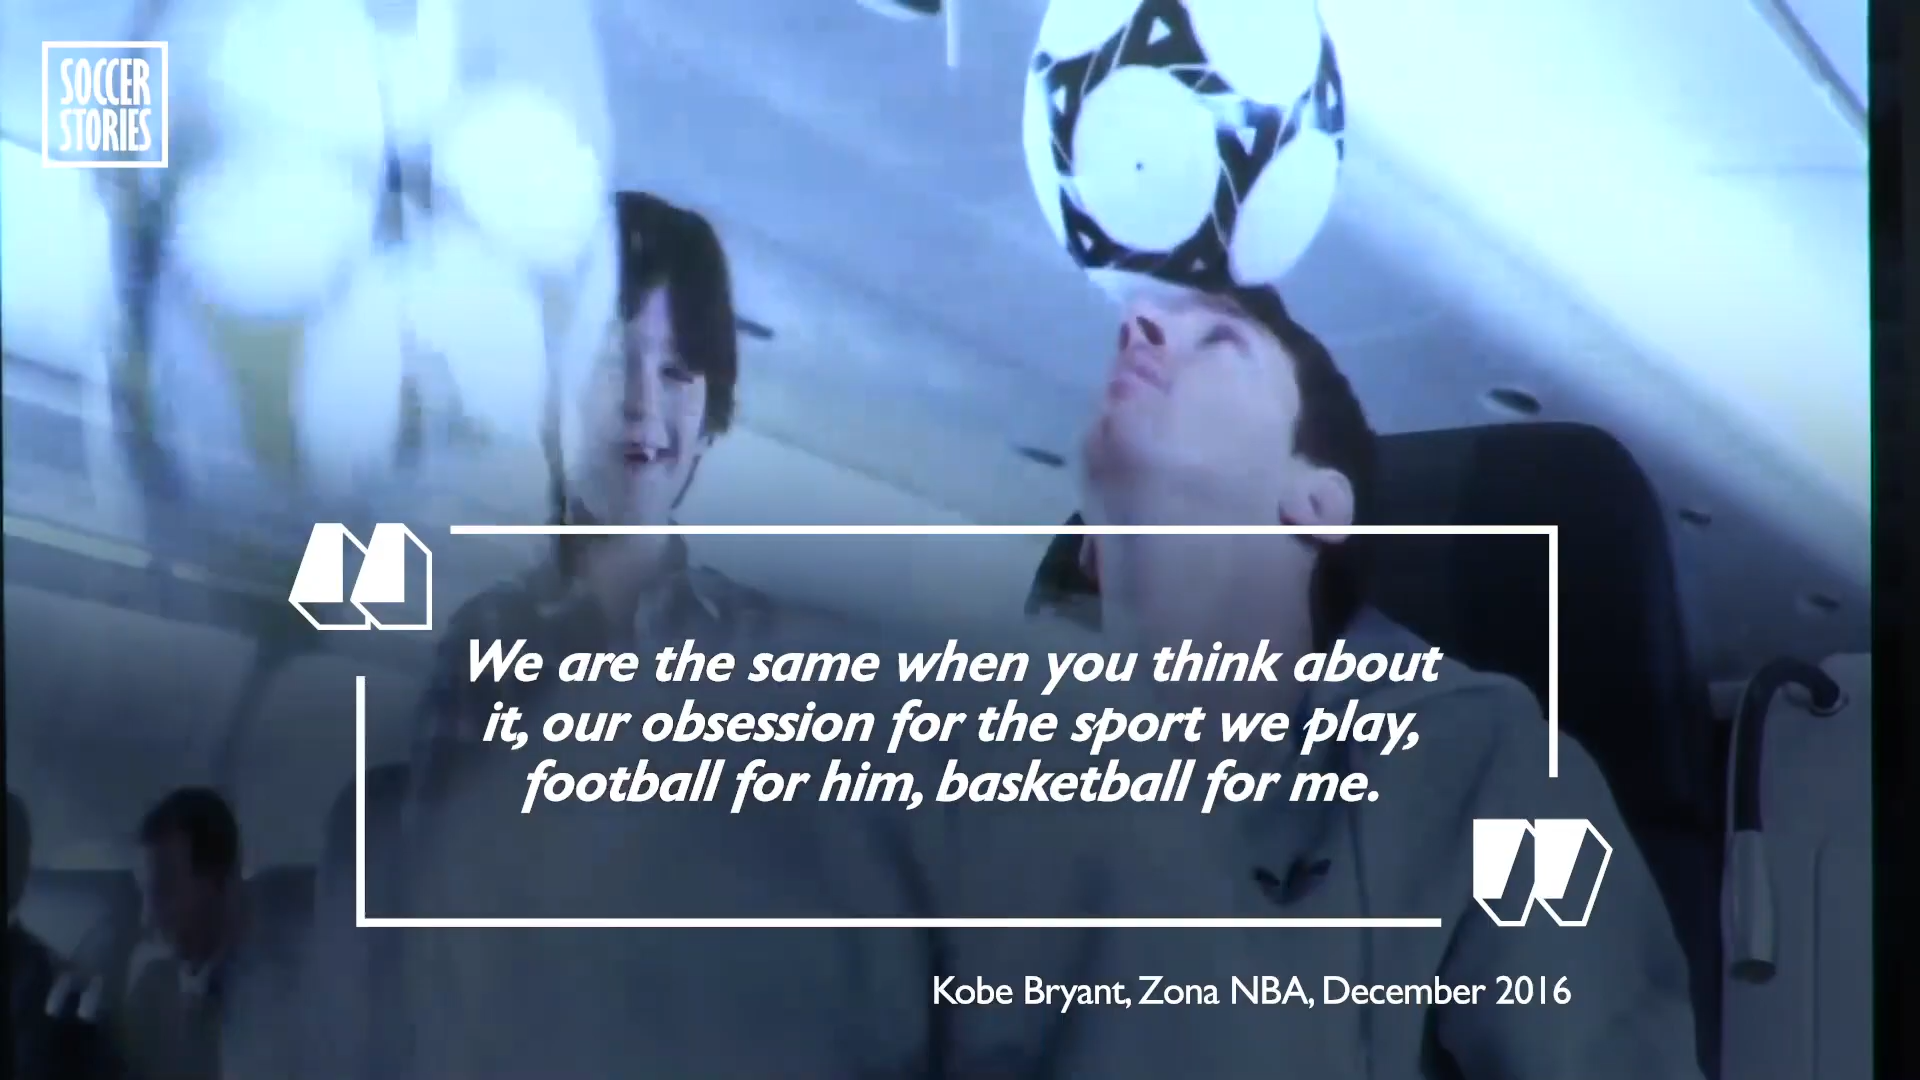 SOCCER
STORIES
We are the same when you think about
it, our obsession for the sport we play,
football for him, basketball for me.
Kobe Bryant, Zona NBA, December 2016